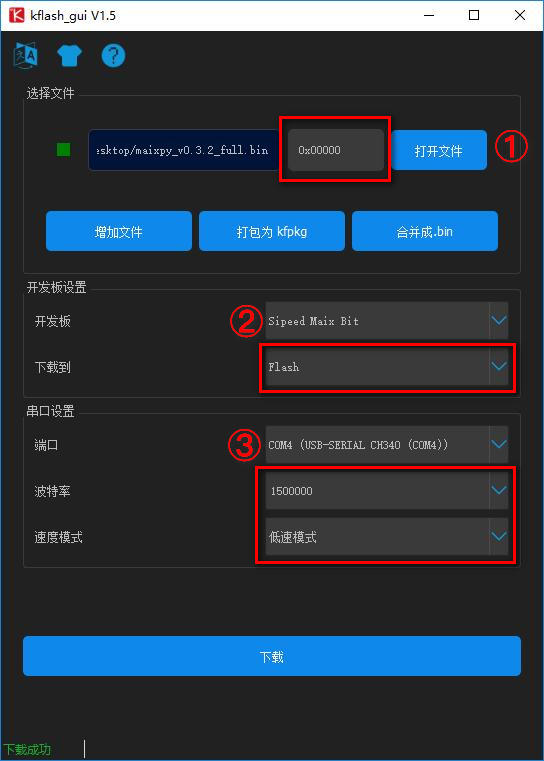 kflash_gui V1.5
选择文件
esktop/maixpy_v0.3.2_full.bin 0x00000 打开文件 ①
增加文件 打包为 kfpkg 合并成.bin
开发板设置
开发板 ② Sipeed Maix Bit
下载到 Flash
串口设置
端口 ③ COM4 (USB-SERIAL CH340 (COM4))
波特率 1500000
速度模式 低速模式
下载
下载成功